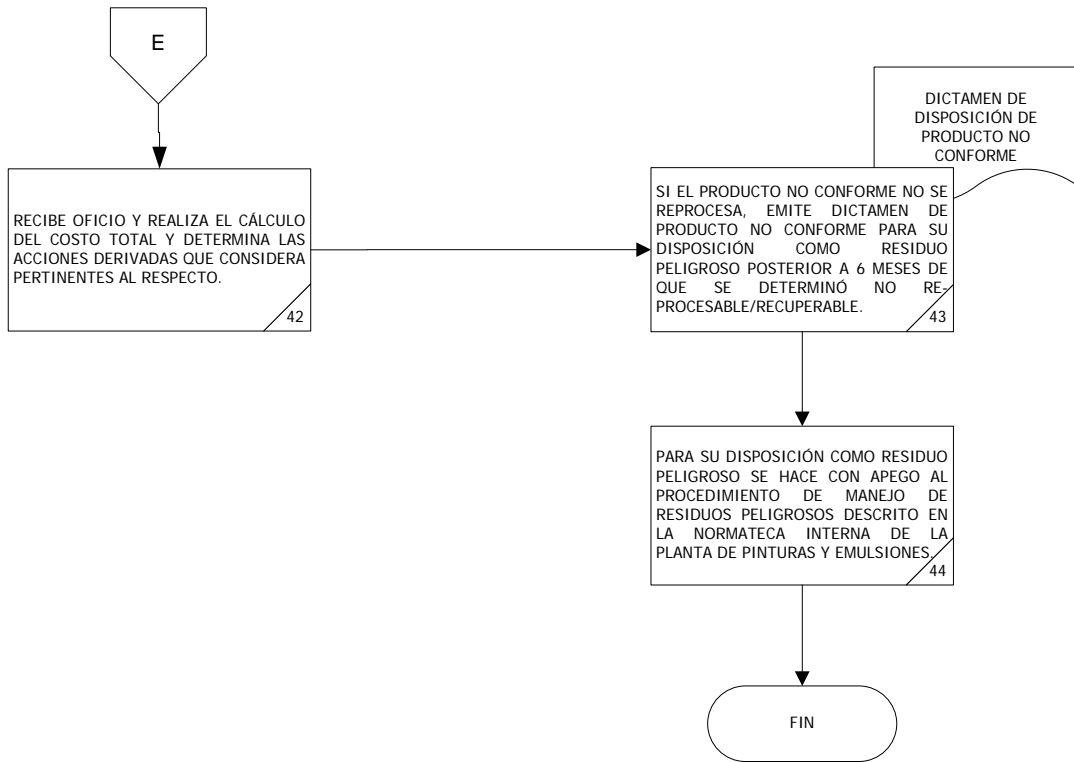 E
DICTAMEN DE
DISPOSICIÓN DE
PRODUCTO NO
CONFORME
RECIBE OFICIO Y REALIZA EL CÁLCULO
DEL COSTO TOTAL Y DETERMINA LAS
ACCIONES DERIVADAS QUE CONSIDERA
PERTINENTES AL RESPECTO.
42
SI EL PRODUCTO NO CONFORME NO SE
REPROCESA, EMITE DICTAMEN DE
PRODUCTO NO CONFORME PARA SU
DISPOSICIÓN COMO RESIDUO
PELIGROSO POSTERIOR A 6 MESES DE
QUE SE DETERMINÓ NO RE-
PROCESABLE/RECUPERABLE.
43
PARA SU DISPOSICIÓN COMO RESIDUO
PELIGROSO SE HACE CON APEGO AL
PROCEDIMIENTO DE MANEJO DE
RESIDUOS PELIGROSOS DESCRITO EN
LA NORMATECA INTERNA DE LA
PLANTA DE PINTURAS Y EMULSIONES.
44
FIN